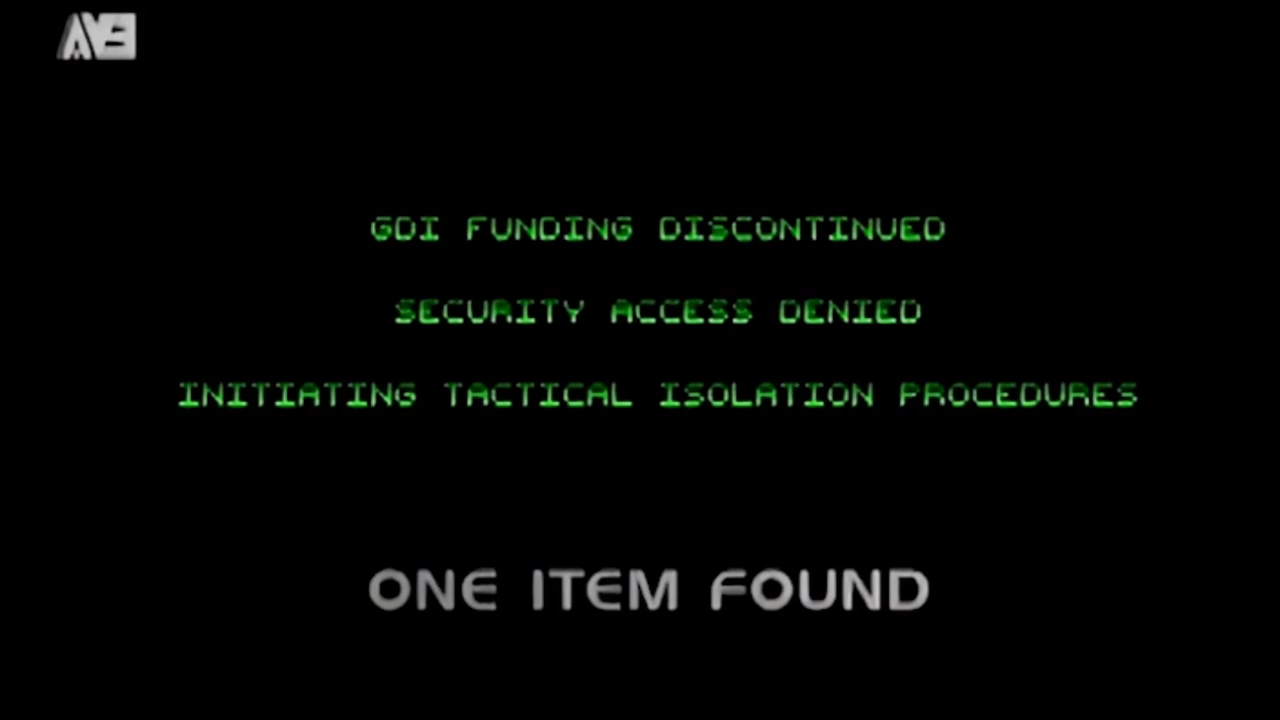 GDI FUNDING DISCONTINUED
SECURITY ACCESS DENIED
INITIATING TACTICAL ISOLATION PROCEDURES
ONE ITEM FOUND